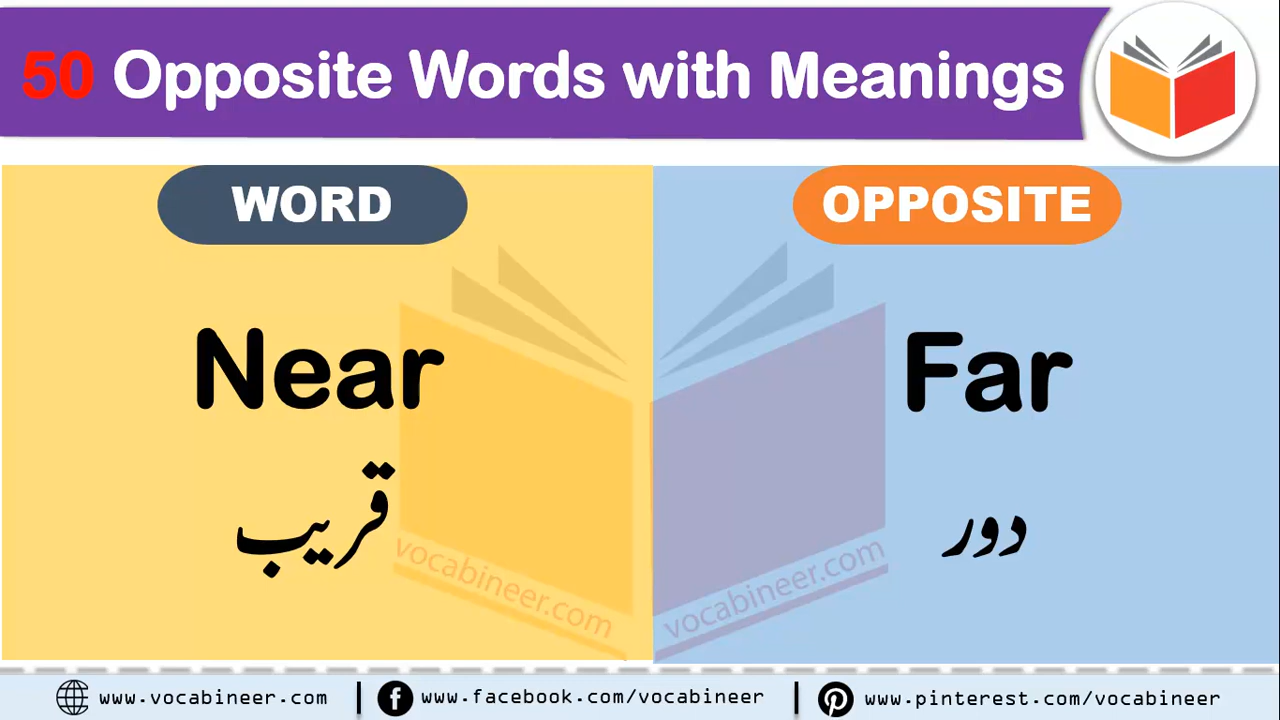 50 Opposite Words with Meanings
WORD
OPPOSITE
Near
Far
قریب
دور
vocabineer.com
vocabineer.com
www.vocabineer.com
www.facebook.com/vocabineer
www.pinterest.com/vocabineer